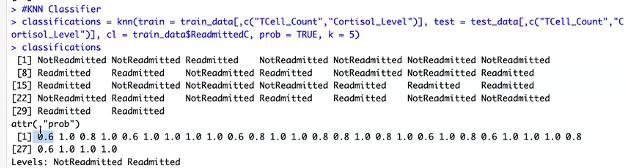 > #KNN Classifier
> classifications = knn(train = train_data[,c("TCell_Count","Cortisol_Level")], test = test_data[,c("TCell_Count","C
ortisol_Level")], cl = train_data$ReadmittedC, prob = TRUE, k = 5)
> classifications
[1] NotReadmitted NotReadmitted Readmitted NotReadmitted NotReadmitted NotReadmitted NotReadmitted
[8] Readmitted Readmitted NotReadmitted NotReadmitted NotReadmitted NotReadmitted Readmitted
[15] Readmitted Readmitted NotReadmitted Readmitted NotReadmitted NotReadmitted Readmitted
[22] NotReadmitted NotReadmitted Readmitted Readmitted Readmitted NotReadmitted NotReadmitted
[29] Readmitted Readmitted
attr(,"prob")
[1] 0.6 1.0 0.8 1.0 0.6 1.0 1.0 1.0 1.0 0.6 0.8 1.0 1.0 1.0 0.8 1.0 0.6 1.0 0.8 0.6 1.0 1.0 1.0 1.0 0.8
[27] 0.6 1.0 1.0 1.0
Levels: NotReadmitted Readmitted